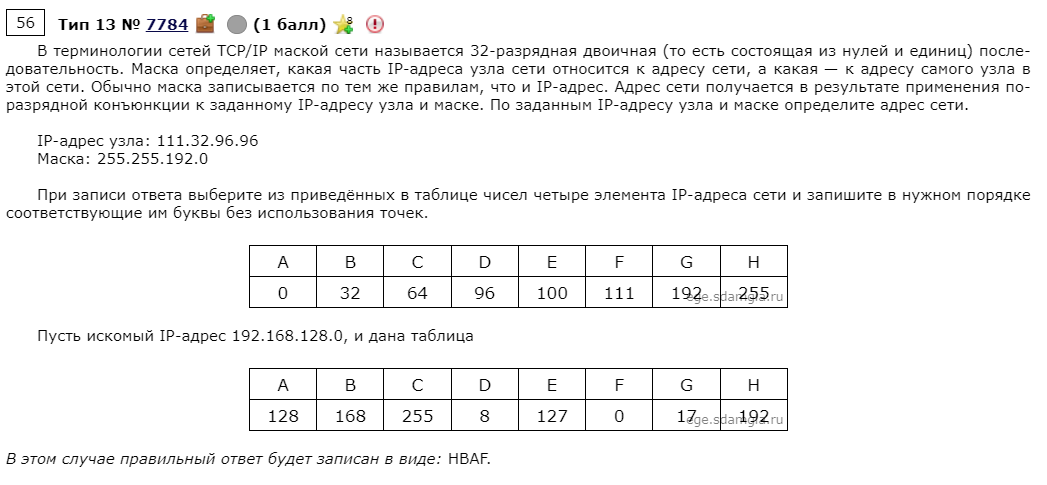 56 Тип 13 № 7784 8 (1 балл)
В терминологии сетей TCP/IP маской сети называется 32-разрядная двоичная (то есть состоящая из нулей и единиц) после-
довательность. Маска определяет, какая часть IP-адреса узла сети относится к адресу сети, а какая — к адресу самого узла в
этой сети. Обычно маска записывается по тем же правилам, что и IP-адрес. Адрес сети получается в результате применения по-
разрядной конъюнкции к заданному IP-адресу узла и маске. По заданным IP-адресу узла и маске определите адрес сети.
IP-адрес узла: 111.32.96.96
Маска: 255.255.192.0
При записи ответа выберите из приведённых в таблице чисел четыре элемента IP-адреса сети и запишите в нужном порядке
соответствующие им буквы без использования точек.
A B C D E F G H
0 32 64 96 100 111 192 255
ege.sdamgia.ru
Пусть искомый IP-адрес 192.168.128.0, и дана таблица
A B C D E F G H
128 168 255 8 127 0 17 192
ege.sdamgia.ru
В этом случае правильный ответ будет записан в виде: HBAF.